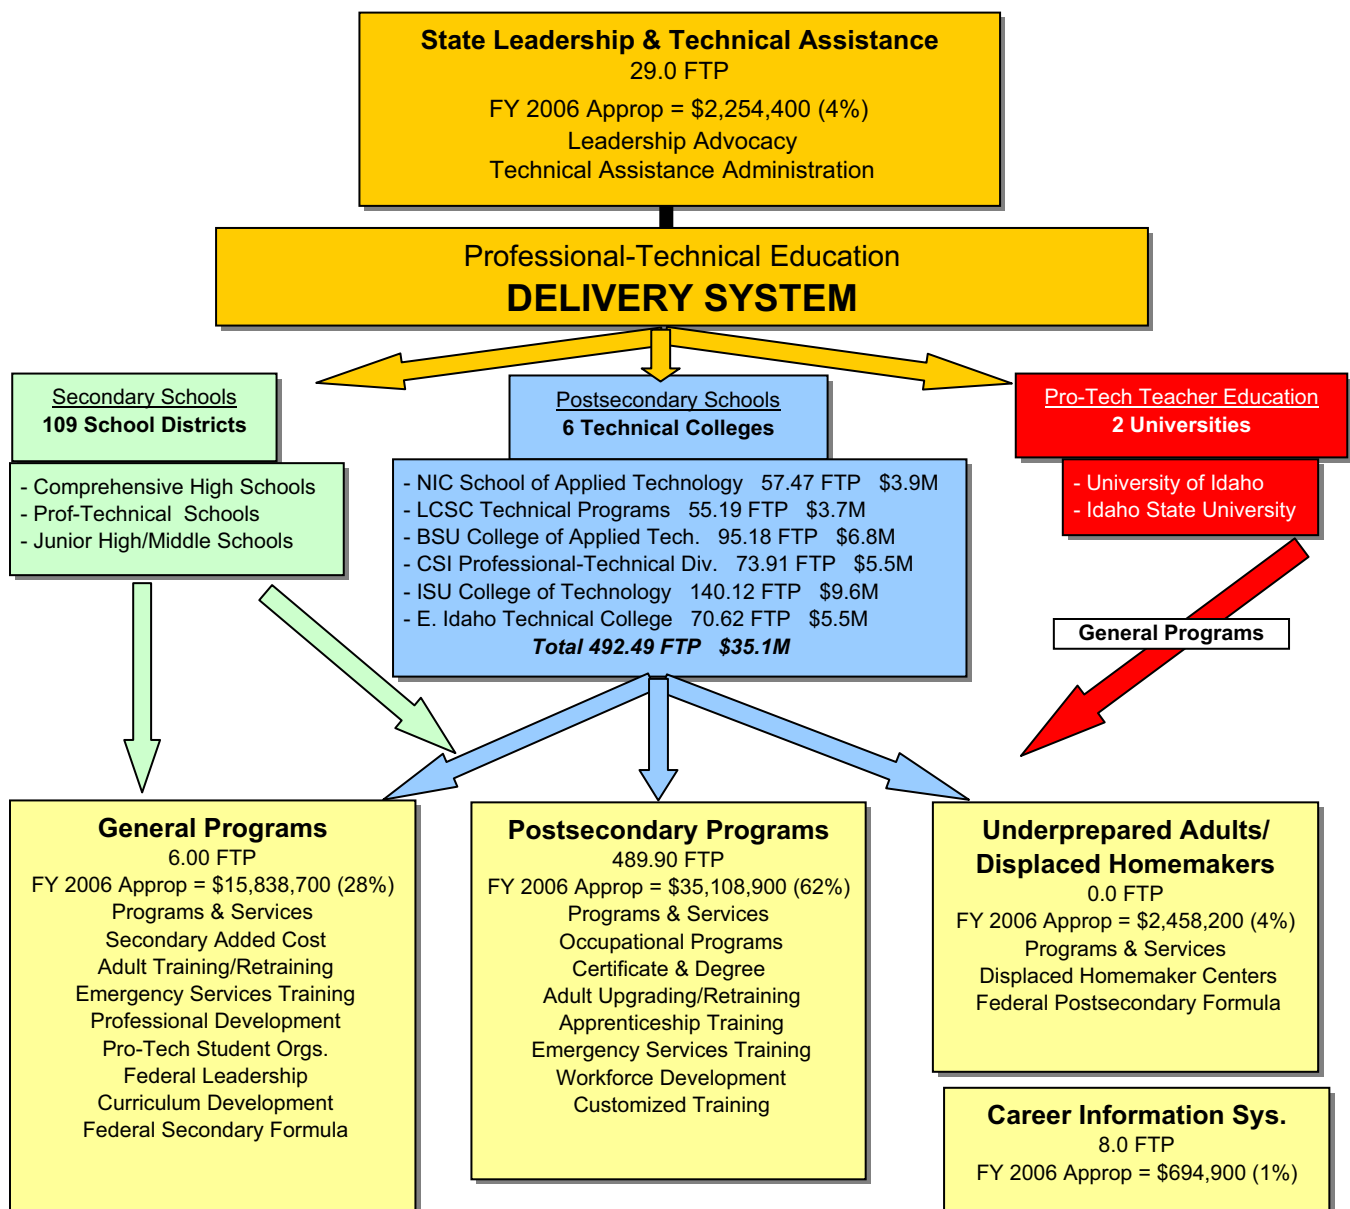 State Leadership & Technical Assistance
29.0 FTP
FY 2006 Approp = $2,254,400 (4%)
Leadership Advocacy
Technical Assistance Administration
Professional-Technical Education
DELIVERY SYSTEM
Secondary Schools
109 School Districts
- Comprehensive High Schools
- Prof-Technical Schools
- Junior High/Middle Schools
Postsecondary Schools
6 Technical Colleges
- NIC School of Applied Technology 57.47 FTP $3.9M
- LCSC Technical Programs 55.19 FTP $3.7M
- BSU College of Applied Tech. 95.18 FTP $6.8M
- CSI Professional-Technical Div. 73.91 FTP $5.5M
- ISU College of Technology 140.12 FTP $9.6M
- E. Idaho Technical College 70.62 FTP $5.5M
Total 492.49 FTP $35.1M
Pro-Tech Teacher Education
2 Universities
- University of Idaho
- Idaho State University
General Programs
General Programs
6.00 FTP
FY 2006 Approp = $15,838,700 (28%)
Programs & Services
Secondary Added Cost
Adult Training/Retraining
Emergency Services Training
Professional Development
Pro-Tech Student Orgs.
Federal Leadership
Curriculum Development
Federal Secondary Formula
Postsecondary Programs
489.90 FTP
FY 2006 Approp = $35,108,900 (62%)
Programs & Services
Occupational Programs
Certificate & Degree
Adult Upgrading/Retraining
Apprenticeship Training
Emergency Services Training
Workforce Development
Customized Training
Underprepared Adults/
Displaced Homemakers
0.0 FTP
FY 2006 Approp = $2,458,200 (4%)
Programs & Services
Displaced Homemaker Centers
Federal Postsecondary Formula
Career Information Sys.
8.0 FTP
FY 2006 Approp = $694,900 (1%)